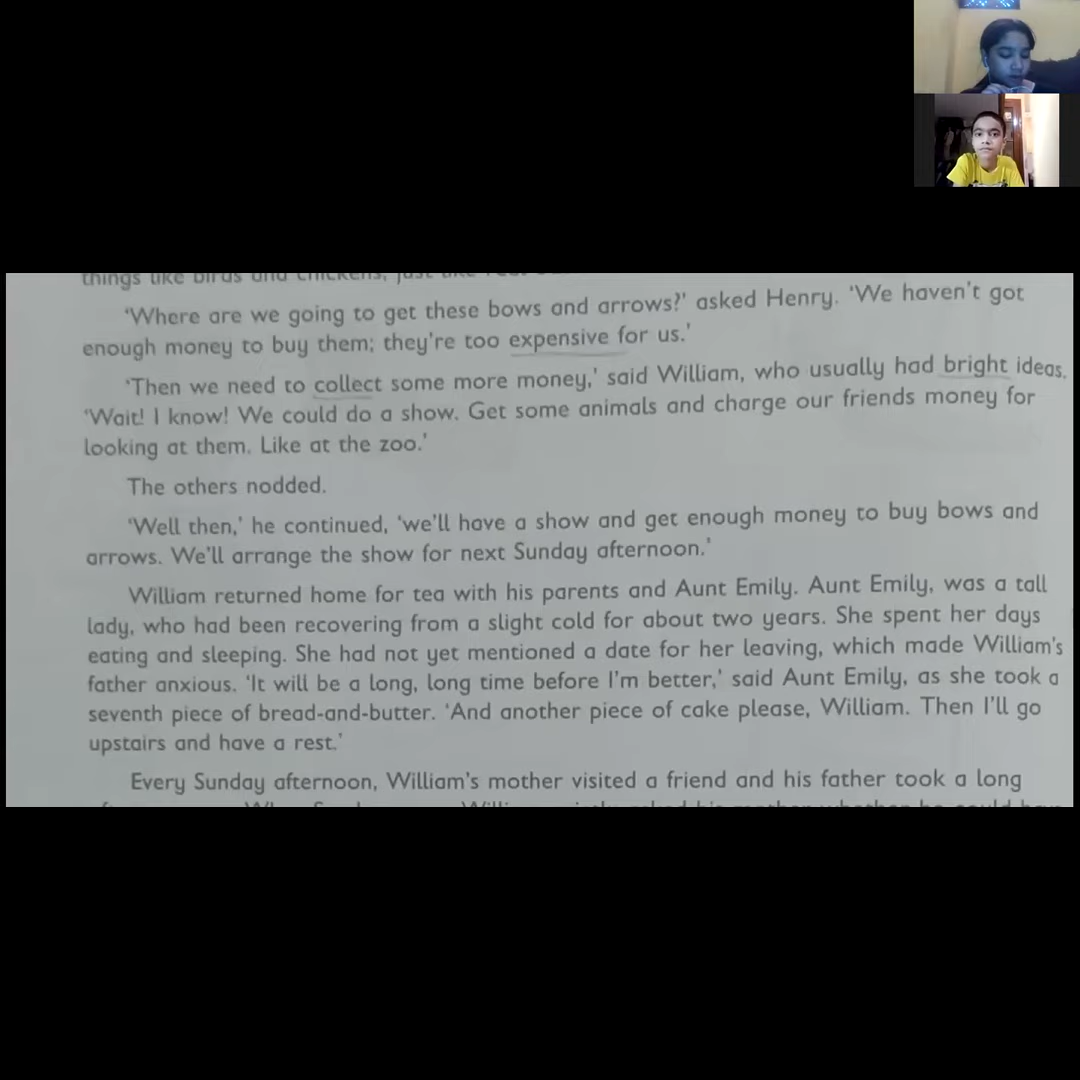 things like birds and chickens, just like
'Where are we going to get these bows and arrows?' asked Henry. 'We haven't got
enough money to buy them; they're too expensive for us.'
'Then we need to collect some more money,' said William, who usually had bright ideas.
'Wait! I know! We could do a show. Get some animals and charge our friends money for
looking at them. Like at the zoo.'
The others nodded.
'Well then,' he continued, 'we'll have a show and get enough money to buy bows and
arrows. We'll arrange the show for next Sunday afternoon.'
William returned home for tea with his parents and Aunt Emily. Aunt Emily, was a tall
lady, who had been recovering from a slight cold for about two years. She spent her days
eating and sleeping. She had not yet mentioned a date for her leaving, which made William's
father anxious. 'It will be a long, long time before I'm better,' said Aunt Emily, as she took a
seventh piece of bread-and-butter. 'And another piece of cake please, William. Then I'll go
upstairs and have a rest.'
Every Sunday afternoon, William's mother visited a friend and his father took a long